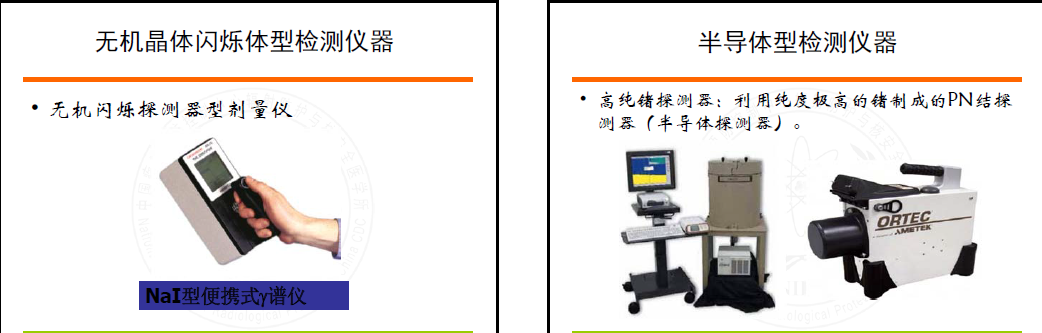 无机晶体闪烁体型检测仪器
• 无机闪烁探测器型剂量仪
NaI型便携式γ谱仪
半导体型检测仪器
• 高纯锗探测器：利用纯度极高的锗制成的PN结探
测器（半导体探测器）。
ORTEC
AMETEK